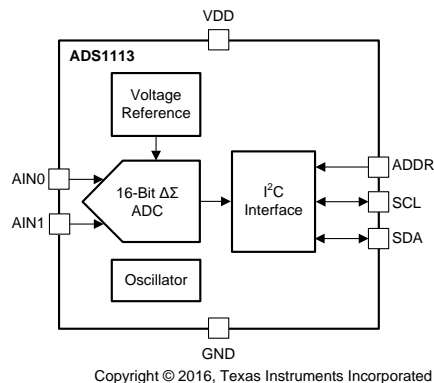 VDD
ADS1113
Voltage
Reference
AIN0
AIN1
16-Bit ΔΣ
ADC
I²C
Interface
ADDR
SCL
SDA
Oscillator
GND
Copyright © 2016, Texas Instruments Incorporated